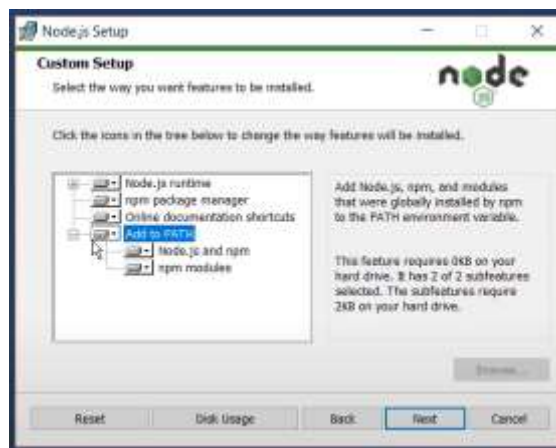 Node.js Setup
Custom Setup
Select the way you want features to be installed.
node
JS
Click the icons in the tree below to change the way features will be installed.
Node.js runtime
npm package manager
Online documentation shortcuts
Add to PATH
Node.js and npm
npm modules
Add Node.js, npm, and modules
that were globally installed by npm
to the PATH environment variable.
This feature requires 0KB on your
hard drive. It has 2 of 2 subfeatures
selected. The subfeatures require
2KB on your hard drive.
Browse...
Reset
Disk Usage
Back
Next
Cancel